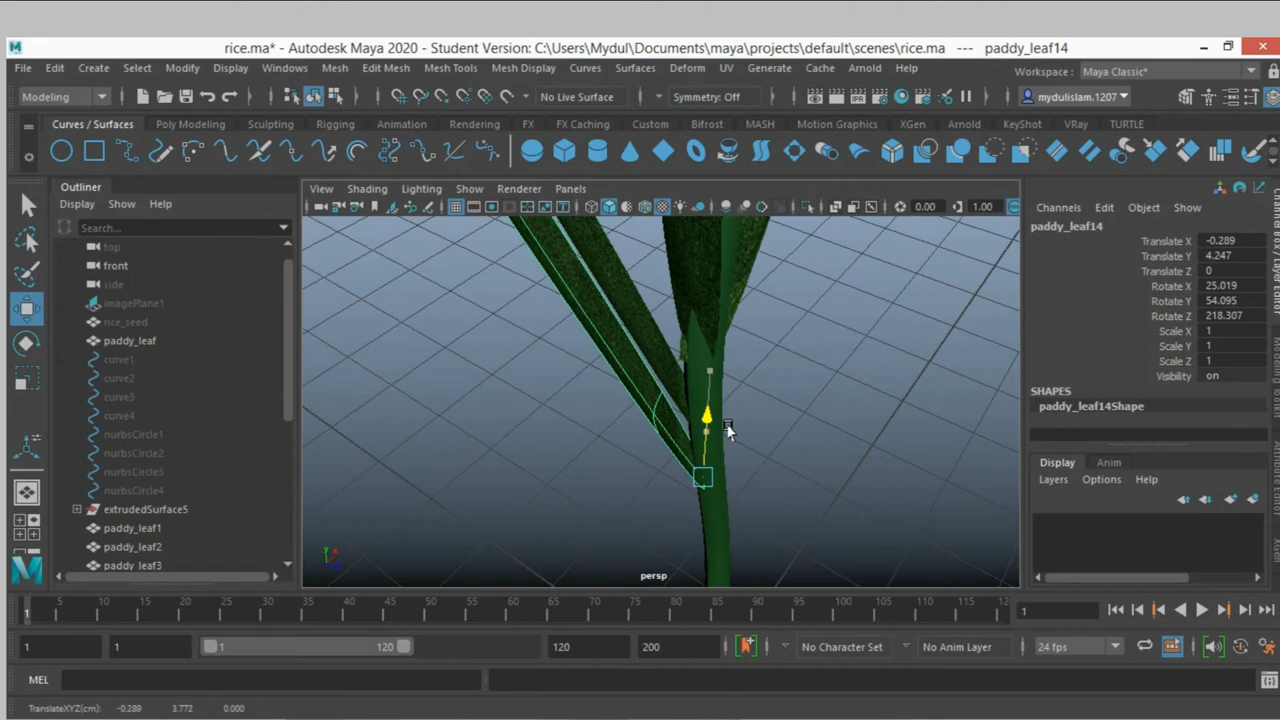 rice.ma* - Autodesk Maya 2020 - Student Version: C:\Users\Mydul\Documents\maya\projects\default\scenes\rice.ma --- paddy_leaf14
File Edit Create Select Modify Display Windows Mesh Edit Mesh Mesh Tools Mesh Display Curves Surfaces Deform UV Generate Cache Arnold Help
Workspace : Maya Classic*
Modeling No Live Surface Symmetry: Off mydulislam.1207
Curves / Surfaces Poly Modeling Sculpting Rigging Animation Rendering FX FX Caching Custom Bifrost MASH Motion Graphics XGen Arnold KeyShot VRay TURTLE
Outliner
Display Show Help
Search...
top
front
side
imagePlane1
rice_seed
paddy_leaf
curve1
curve2
curve3
curve4
nurbsCircle1
nurbsCircle2
nurbsCircle3
nurbsCircle4
extrudedSurface5
paddy_leaf1
paddy_leaf2
paddy_leaf3
View Shading Lighting Show Renderer Panels
0.00 1.00
persp
Channels Edit Object Show
paddy_leaf14
Translate X -0.289
Translate Y 4.247
Translate Z 0
Rotate X 25.019
Rotate Y 54.095
Rotate Z 218.307
Scale X 1
Scale Y 1
Scale Z 1
Visibility on
SHAPES
paddy_leaf14Shape
Display Anim
Layers Options Help
1 5 10 15 20 25 30 35 40 45 50 55 60 65 70 75 80 85 90 95 100 105 110 115 12
1
1 1 1 120 120 200 No Character Set No Anim Layer 24 fps
MEL
TranslateXYZ(cm): -0.289 3.772 0.000